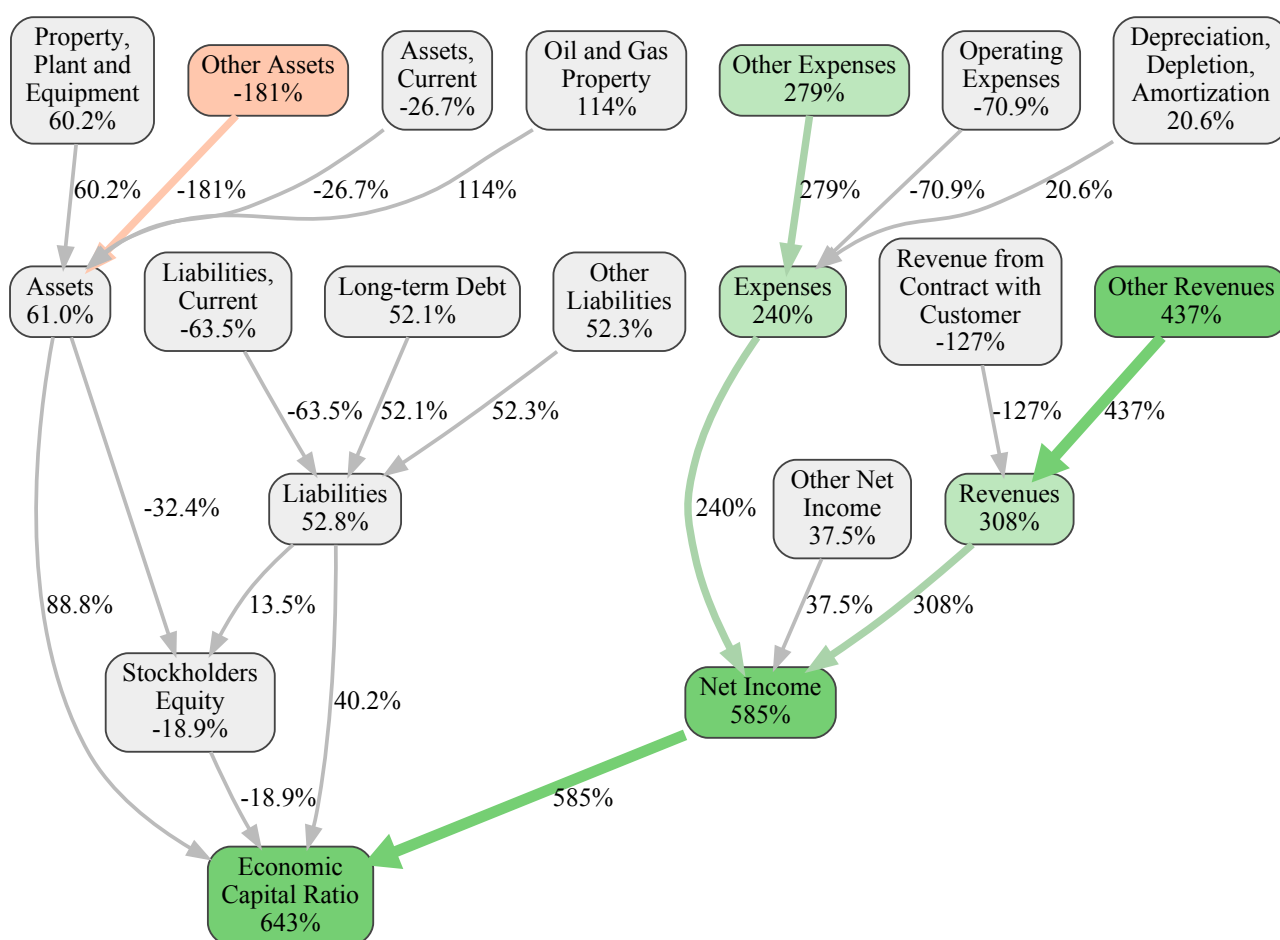 Property,
Plant and
Equipment
60.2%
Other Assets
-181%
Assets,
Current
-26.7%
Oil and Gas
Property
114%
Other Expenses
279%
Operating
Expenses
-70.9%
Depreciation,
Depletion,
Amortization
20.6%
60.2%
-181%
-26.7%
114%
279%
-70.9%
20.6%
Assets
61.0%
Liabilities,
Current
-63.5%
Long-term Debt
52.1%
Other
Liabilities
52.3%
Expenses
240%
Revenue from
Contract with
Customer
-127%
Other Revenues
437%
-63.5%
52.1%
52.3%
-127%
437%
-32.4%
Liabilities
52.8%
240%
Other Net
Income
37.5%
Revenues
308%
88.8%
13.5%
37.5%
308%
Stockholders
Equity
-18.9%
40.2%
Net Income
585%
-18.9%
585%
Economic
Capital Ratio
643%